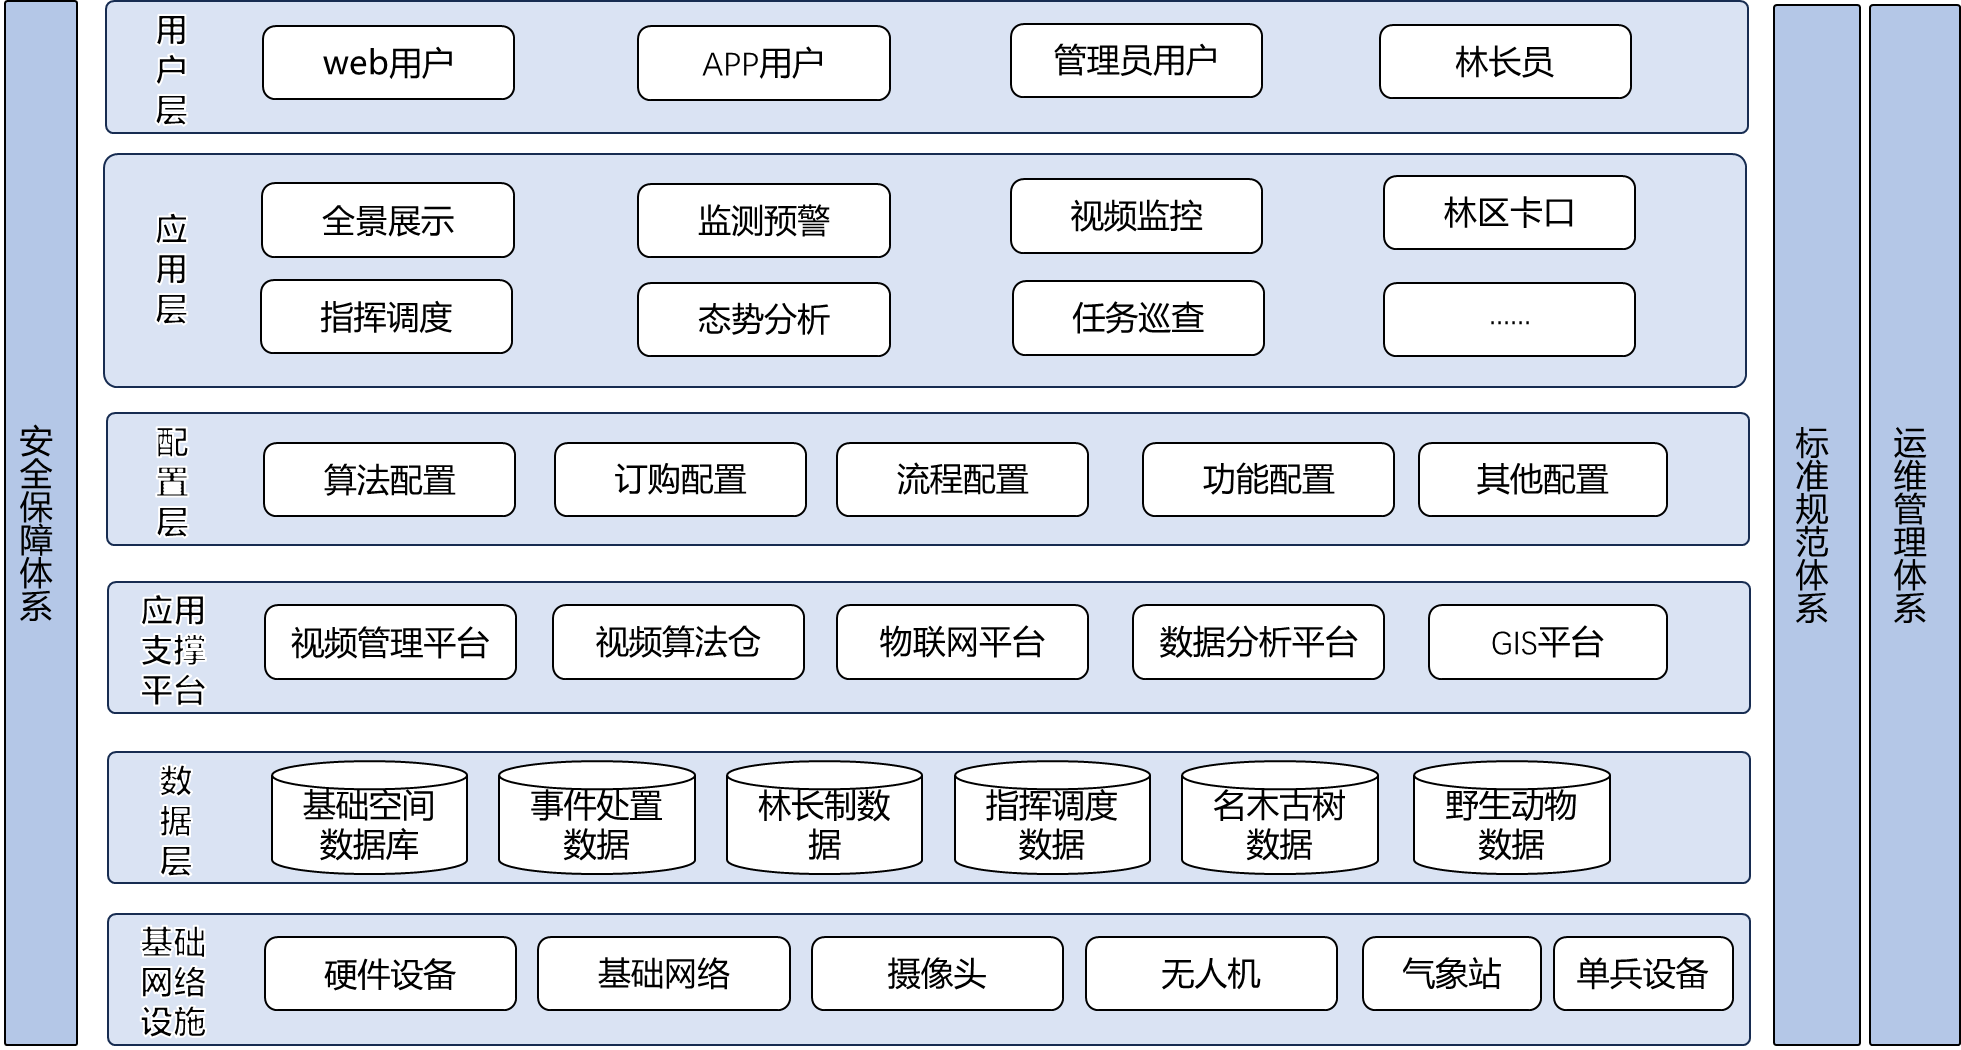 安全保障体系
用户层
web用户
APP用户
管理员用户
林长员
应用层
全景展示
监测预警
视频监控
林区卡口
指挥调度
态势分析
任务巡查
......
配置层
算法配置
订购配置
流程配置
功能配置
其他配置
应用
支撑
平台
视频管理平台
视频算法仓
物联网平台
数据分析平台
GIS平台
数据层
基础空间
数据库
事件处置
数据
林长制数
据
指挥调度
数据
名木古树
数据
野生动物
数据
基础
网络
设施
硬件设备
基础网络
摄像头
无人机
气象站
单兵设备
标准规范体系
运维管理体系